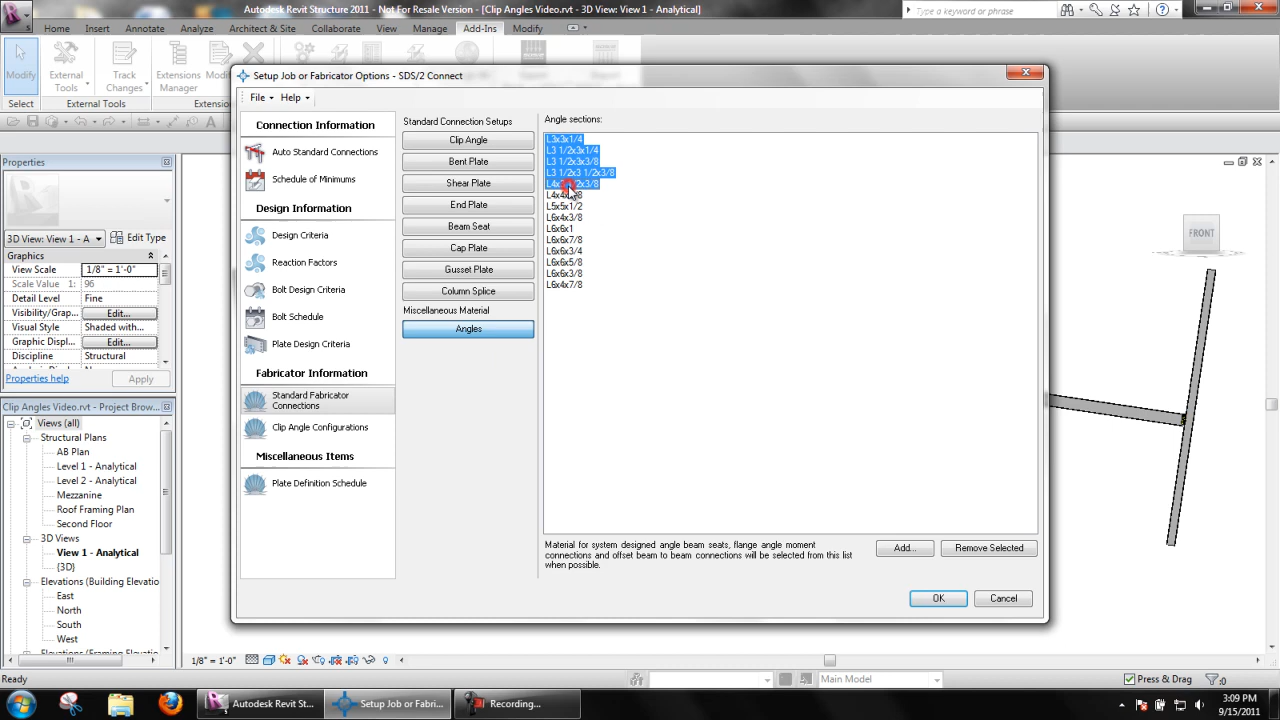 Autodesk Revit Structure 2011 - Not For Resale Version - [Clip Angles Video.rvt - 3D View: View 1 - Analytical]
Type a keyword or phrase
Home Insert Annotate Analyze Architect & Site Collaborate View Manage Add-Ins Modify
Modify
External Tools
Track Changes
Extensions Manager
Select
External Tools
Properties
3D View: View 1 - A
Edit Type
Graphics
View Scale 1/8" = 1'-0"
Scale Value 1: 96
Detail Level Fine
Visibility/Grap... Edit...
Visual Style Shaded with...
Graphic Displ... Edit...
Discipline Structural
Properties help
Apply
Clip Angles Video.rvt - Project Brow...
Views (all)
Structural Plans
AB Plan
Level 1 - Analytical
Level 2 - Analytical
Mezzanine
Roof Framing Plan
Second Floor
3D Views
View 1 - Analytical
{3D}
Elevations (Building Elevatio
East
North
South
West
Elevations (Framing Elevatio
Setup Job or Fabricator Options - SDS/2 Connect
File Help
Connection Information
Auto Standard Connections
Schedule of Minimums
Design Information
Design Criteria
Reaction Factors
Bolt Design Criteria
Bolt Schedule
Plate Design Criteria
Fabricator Information
Standard Fabricator Connections
Clip Angle Configurations
Miscellaneous Items
Plate Definition Schedule
Standard Connection Setups
Clip Angle
Bent Plate
Shear Plate
End Plate
Beam Seat
Cap Plate
Gusset Plate
Column Splice
Miscellaneous Material
Angles
Angle sections:
L3x3x1/4
L3 1/2x3x1/4
L3 1/2x3x3/8
L3 1/2x3 1/2x3/8
L5x5x1/2
L6x4x3/8
L6x6x1
L6x6x7/8
L6x6x3/4
L6x6x5/8
L6x6x3/8
L6x4x7/8
Material for system designed angle beam seats, flange angle moment
connections and offset beam to beam connections will be selected from this list
when possible.
Add...
Remove Selected
OK
Cancel
FRONT
1/8" = 1'-0"
Ready
Main Model
Press & Drag
:0
Autodesk Revit St...
Setup Job or Fabri...
Recording...
3:09 PM
9/15/2011